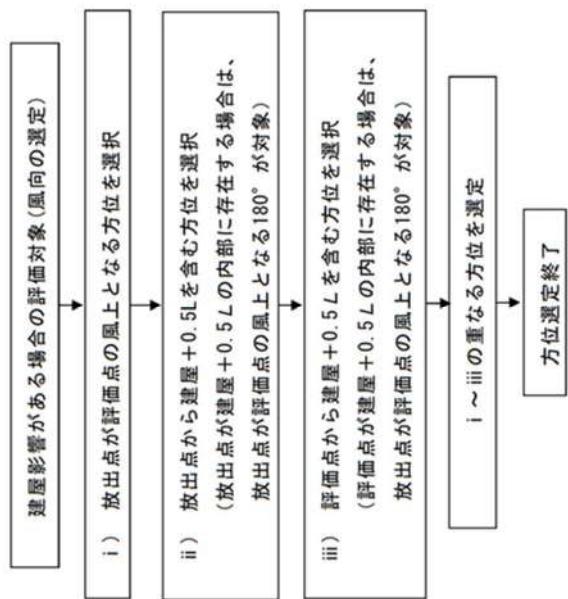 建屋影響がある場合の評価対象(風向の選定)
i) 放出点が評価点の風上となる方位を選択
ii) 放出点から建屋+0.5Lを含む方位を選択
(放出点が建屋+0.5Lの内部に存在する場合は、
放出点が評価点の風上となる180°が対象)
iii) 評価点から建屋+0.5Lを含む方位を選択
(評価点が建屋+0.5Lの内部に存在する場合は、
放出点が評価点の風上となる180°が対象)
i~iiiの重なる方位を選定
方位選定終了